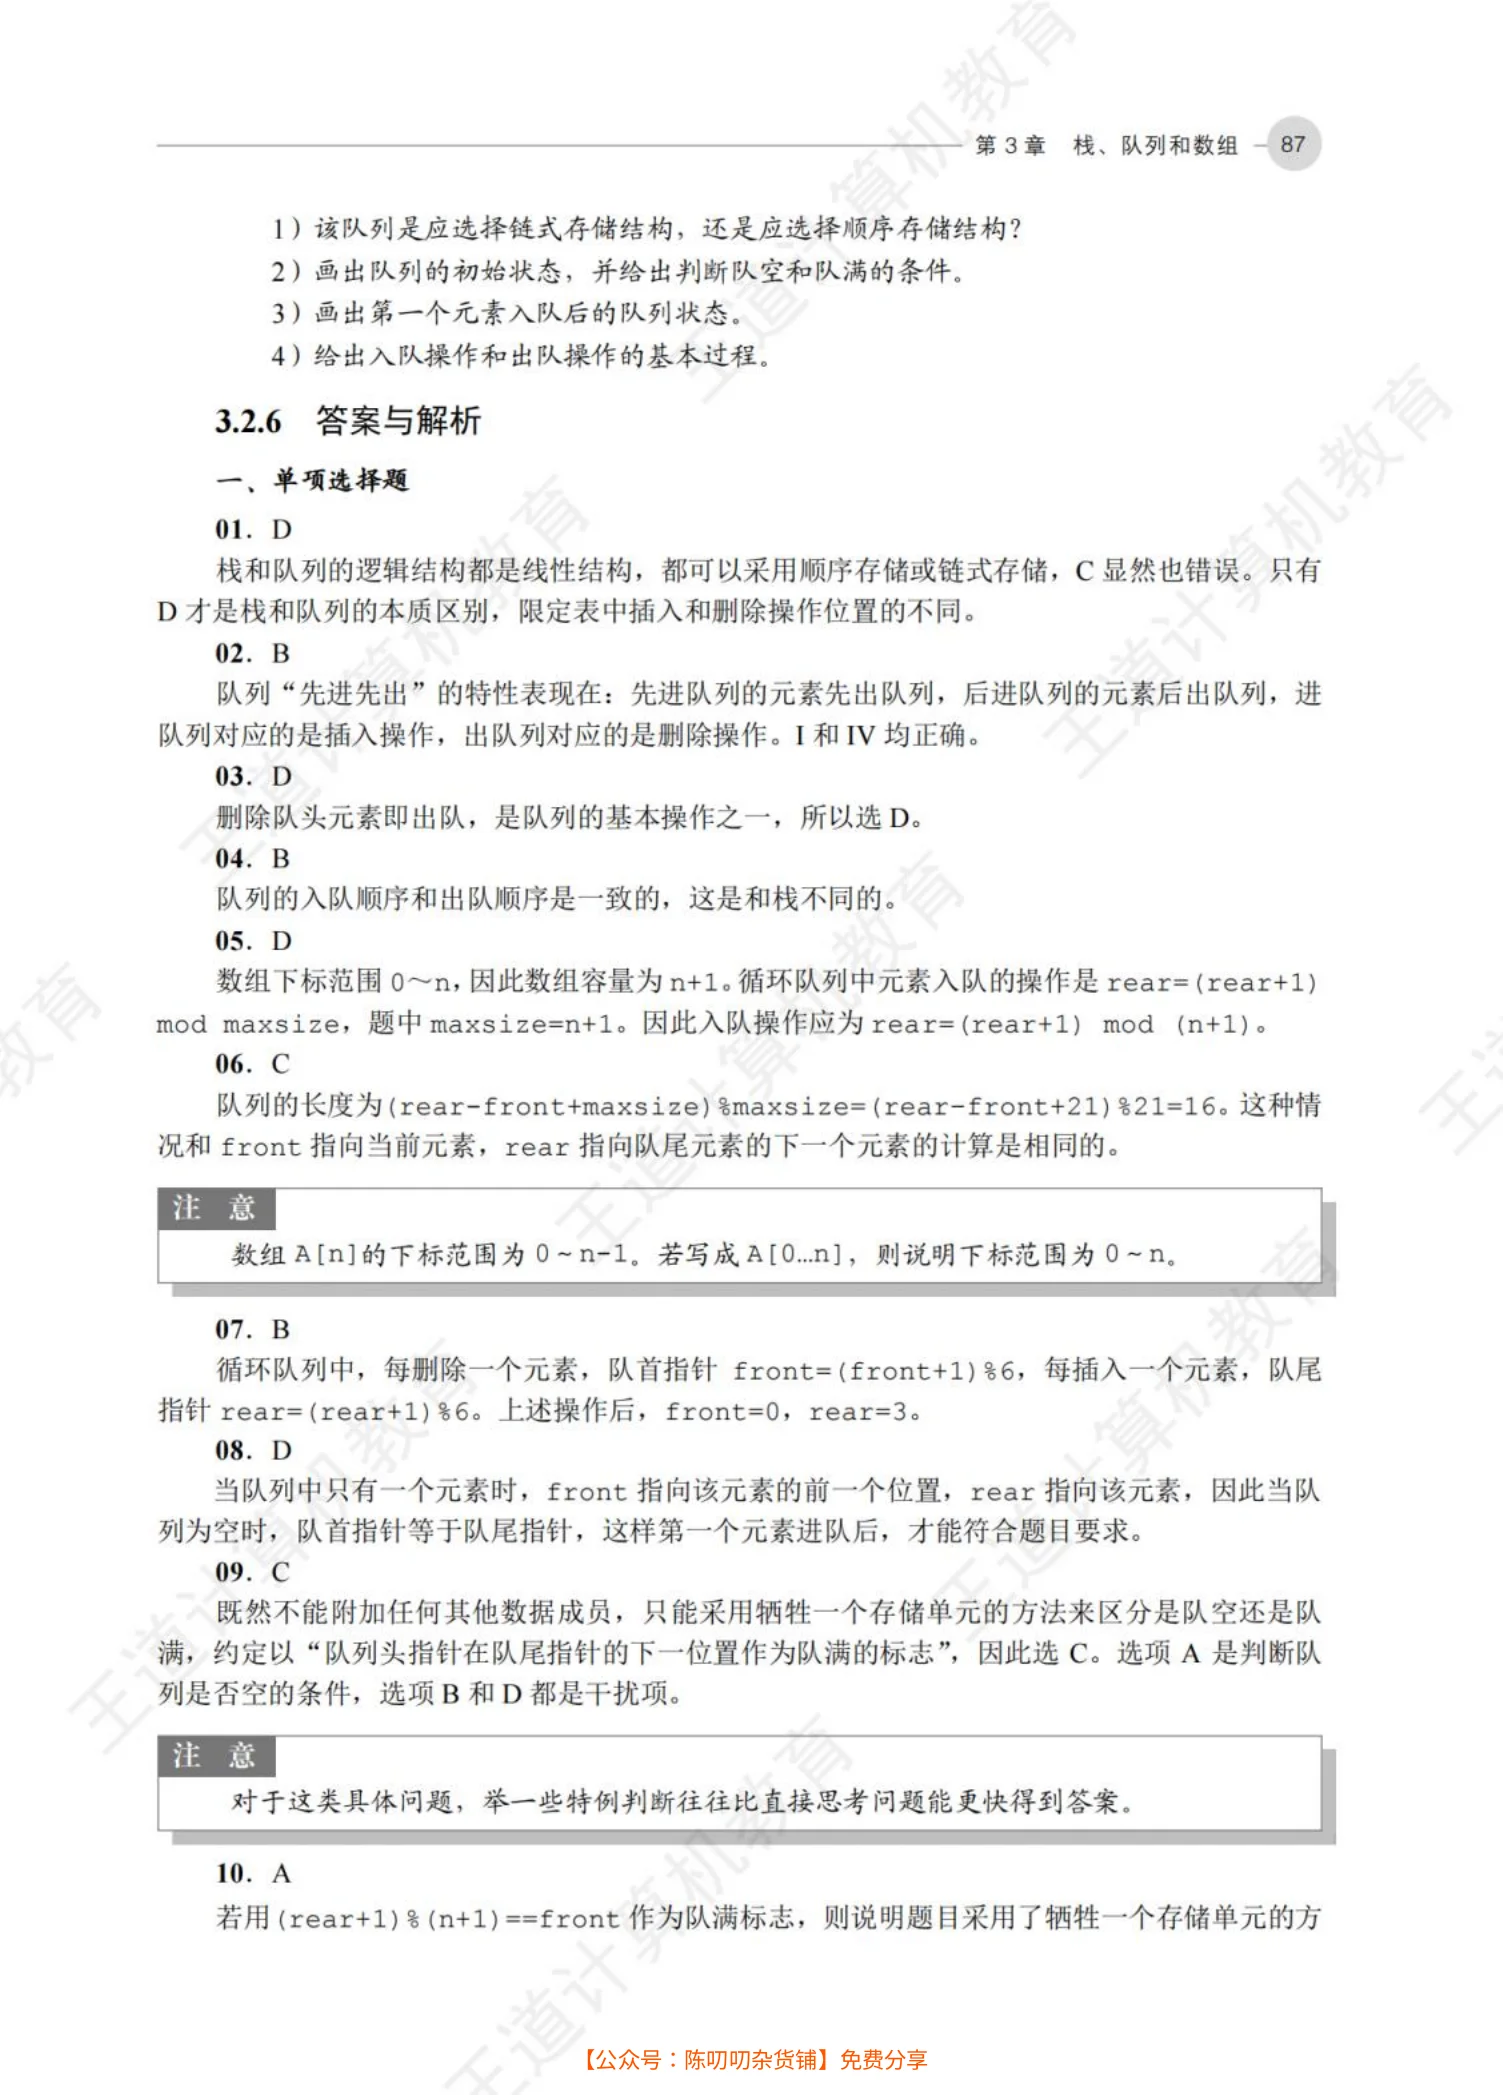 第 3 章 栈、队列和数组 87
1）该队列是应选择链式存储结构，还是应选择顺序存储结构？
2）画出队列的初始状态，并给出判断队空和队满的条件。
3）画出第一个元素入队后的队列状态。
4）给出入队操作和出队操作的基本过程。
3.2.6 答案与解析
一、单项选择题
01. D
栈和队列的逻辑结构都是线性结构，都可以采用顺序存储或链式存储，C 显然也错误。只有
D 才是栈和队列的本质区别，限定表中插入和删除操作位置的不同。
02. B
队列“先进先出”的特性表现在：先进队列的元素先出队列，后进队列的元素后出队列，进
队列对应的是插入操作，出队列对应的是删除操作。I 和 IV 均正确。
03. D
删除队头元素即出队，是队列的基本操作之一，所以选 D。
04. B
队列的入队顺序和出队顺序是一致的，这是和栈不同的。
05. D
数组下标范围 0～n，因此数组容量为 n+1。循环队列中元素入队的操作是 rear=(rear+1)
mod maxsize，题中 maxsize=n+1。因此入队操作应为 rear=(rear+1) mod (n+1)。
06. C
队列的长度为(rear-front+maxsize)%maxsize=(rear-front+21)%21=16。这种情
况和 front 指向当前元素，rear 指向队尾元素的下一个元素的计算是相同的。
注 意
数组 A[n]的下标范围为 0～n-1。若写成 A[0…n]，则说明下标范围为 0～n。
07. B
循环队列中，每删除一个元素，队首指针 front=(front+1)%6，每插入一个元素，队尾
指针 rear=(rear+1)%6。上述操作后，front=0，rear=3。
08. D
当队列中只有一个元素时，front 指向该元素的前一个位置，rear 指向该元素，因此当队
列为空时，队首指针等于队尾指针，这样第一个元素进队后，才能符合题目要求。
09. C
既然不能附加任何其他数据成员，只能采用牺牲一个存储单元的方法来区分是队空还是队
满，约定以“队列头指针在队尾指针的下一位置作为队满的标志”，因此选 C。选项 A 是判断队
列是否空的条件，选项 B 和 D 都是干扰项。
注 意
对于这类具体问题，举一些特例判断往往比直接思考问题能更快得到答案。
10. A
若用(rear+1)%(n+1)==front 作为队满标志，则说明题目采用了牺牲一个存储单元的方
【公众号：陈叨叨杂货铺】免费分享
王道计算机教育